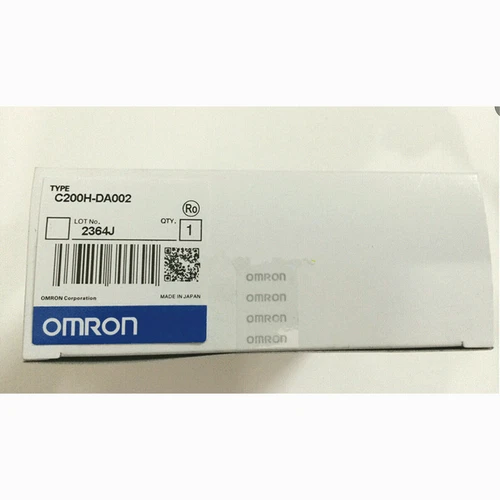 TYPE
C200H-DA002
Ro
LOT No. QTY.
2364J 1
OMRON Corporation MADE IN JAPAN
OMRON
OMRON
OMRON
OMRON
OMRON